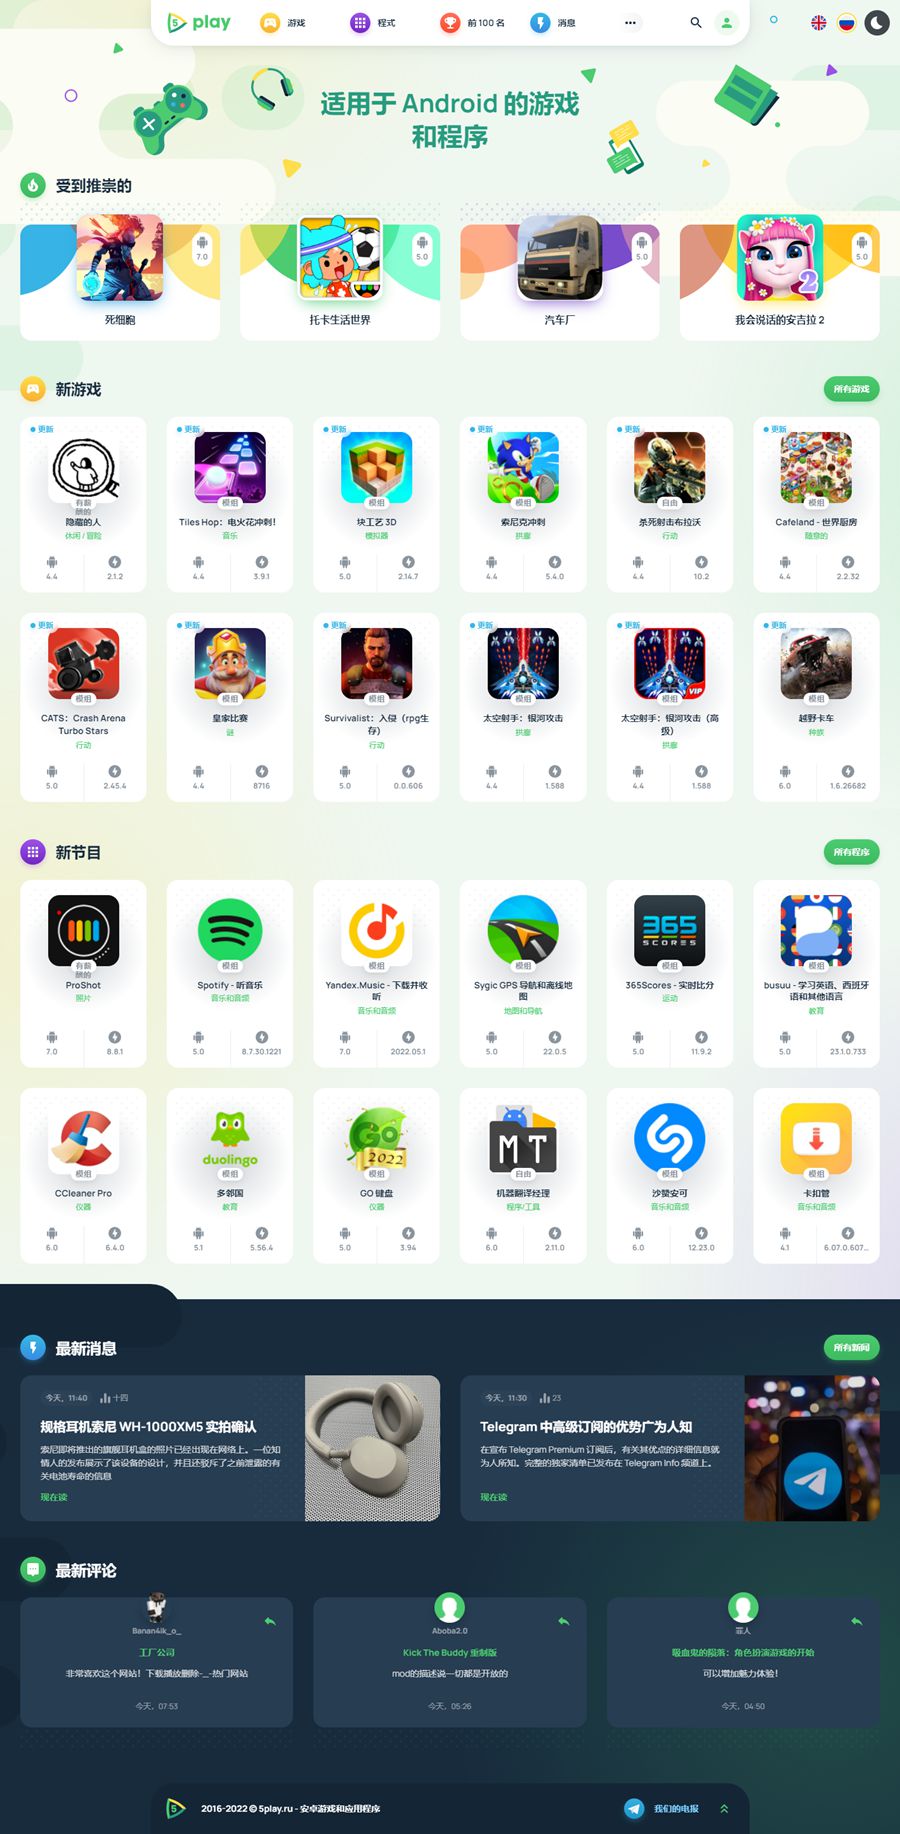 5 play
游戏
程式
前 100 名
消息
适用于 Android 的游戏
和程序
受到推崇的
7.0
死细胞
5.0
托卡生活世界
5.0
汽车厂
2
5.0
我会说话的安吉拉 2
新游戏
所有游戏
更新
有薪
酬的
隐藏的人
休闲 / 冒险
4.4
2.1.2
更新
模组
Tiles Hop：电火花冲刺！
音乐
4.4
3.9.1
更新
模组
块工艺 3D
模拟器
5.0
2.14.7
更新
模组
索尼克冲刺
拱廊
4.4
5.4.0
更新
自由
杀死射击布拉沃
行动
4.4
10.2
更新
模组
Cafeland - 世界厨房
随意的
4.4
2.2.32
更新
模组
CATS：Crash Arena
Turbo Stars
行动
5.0
2.45.4
更新
模组
皇家比赛
谜
4.4
8716
更新
模组
Survivalist：入侵（rpg生
存）
行动
5.0
0.0.606
更新
模组
太空射手：银河攻击
拱廊
4.4
1.588
更新
VIP
模组
太空射手：银河攻击（高
级）
拱廊
4.4
1.588
更新
模组
越野卡车
种族
6.0
1.6.26682
新节目
所有程序
有薪
酬的
ProShot
照片
7.0
8.8.1
模组
Spotify - 听音乐
音乐和音频
5.0
8.7.30.1221
模组
Yandex.Music - 下载并收
听
音乐和音频
7.0
2022.05.1
模组
Sygic GPS 导航和离线地
图
地图和导航
5.0
22.0.5
365
SCORES
模组
365Scores - 实时比分
运动
5.0
11.9.2
模组
busuu - 学习英语、西班牙
语和其他语言
教育
5.0
23.1.0.733
模组
CCleaner Pro
仪器
6.0
6.4.0
duolingo
模组
多邻国
教育
5.1
5.56.4
GO
2022
模组
GO 键盘
仪器
5.0
3.94
MT
自由
机器翻译经理
程序/工具
6.0
2.11.0
模组
沙赞安可
音乐和音频
6.0
12.23.0
模组
卡扣管
音乐和音频
4.1
6.07.0.607...
最新消息
所有新闻
今天，11:40
十四
规格耳机索尼 WH-1000XM5 实拍确认
索尼即将推出的旗舰耳机盒的照片已经出现在网络上。一位知
情人的发布展示了该设备的设计，并且还驳斥了之前泄露的有
关电池寿命的信息
现在读
今天，11:30
23
Telegram 中高级订阅的优势广为人知
在宣布 Telegram Premium 订阅后，有关其优点的详细信息就
为人所知。完整的独家清单已发布在 Telegram Info 频道上。
现在读
最新评论
Banan4ik_o_
工厂公司
非常喜欢这个网站！下载播放删除-_-热门网站
今天，07:53
Aboba2.0
Kick The Buddy 重制版
mod的描述说一切都是开放的
今天，05:26
罪人
吸血鬼的陨落：角色扮演游戏的开始
可以增加魅力体验！
今天，04:50
5
2016-2022 © 5play.ru - 安卓游戏和应用程序
我们的电报